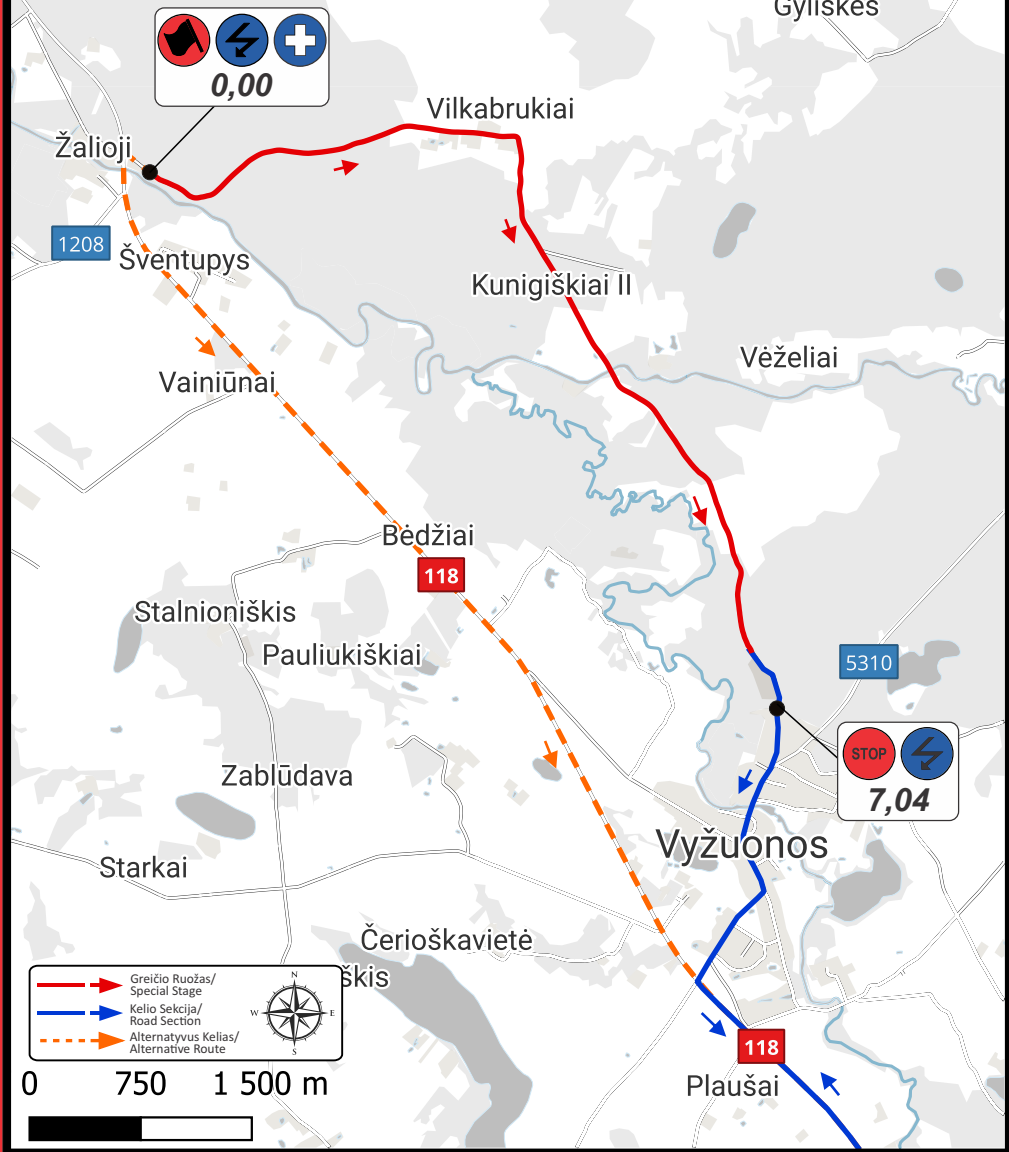 Gyliškės
0,00
Vilkabrukiai
Žalioji
1208
Šventupys
Kunigiškiai II
Vėželiai
Vainiūnai
Bėdžiai
118
Stalnioniškis
Pauliukiškiai
5310
STOP
7,04
Zablūdava
Vyžuonos
Starkai
Čerioškavietė
škis
Greičio Ruožas/
Special Stage
Kelio Sekcija/
Road Section
Alternatyvus Kelias/
Alternative Route
N
W E
S
118
Plaušai
0 750 1 500 m